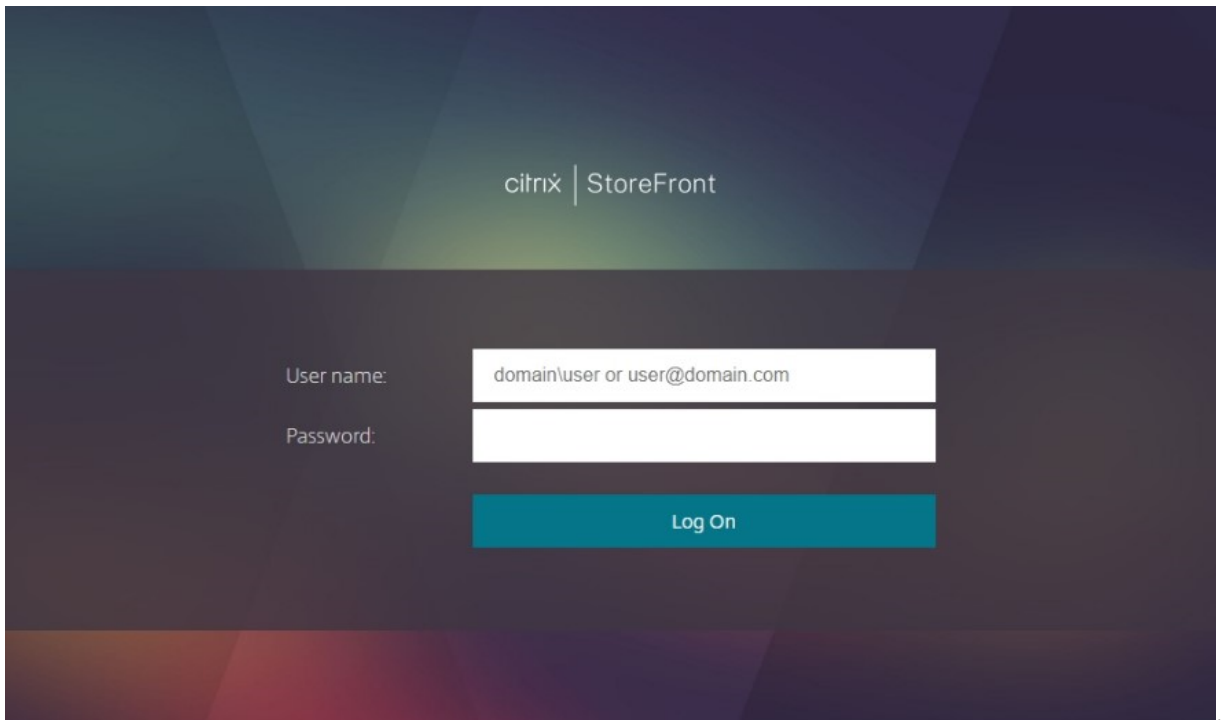 citrix | StoreFront
User name: domain\user or user@domain.com
Password:
Log On